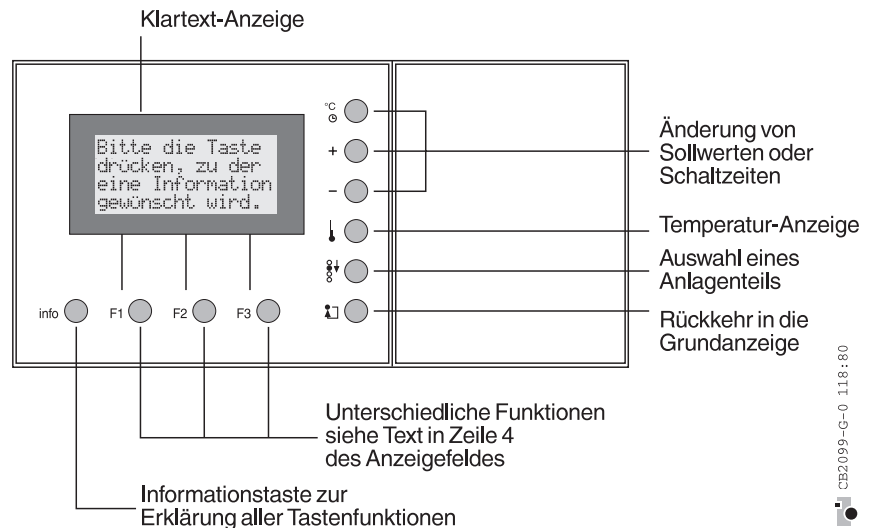 Klartext-Anzeige
Bitte die Taste
drücken, zu der
eine Information
gewünscht wird.
°C
+
−
info
F1
F2
F3
Änderung von
Sollwerten oder
Schaltzeiten
Temperatur-Anzeige
Auswahl eines
Anlagenteils
Rückkehr in die
Grundanzeige
Unterschiedliche Funktionen
siehe Text in Zeile 4
des Anzeigefeldes
Informationstaste zur
Erklärung aller Tastenfunktionen
CB2099-G-0 118:80